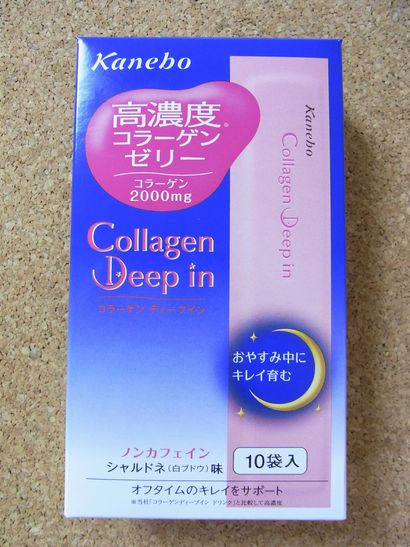 Kanebo
高濃度®
コラーゲン
ゼリー
コラーゲン
2000mg
Collagen
Deep in
コラーゲン ディープイン
Kanebo
Collagen Deep in
おやすみ中に
キレイ育む
ノンカフェイン
シャルドネ(白ブドウ)味
10袋入
オフタイムのキレイをサポート
※当社「コラーゲンディープイン ドリンク」と比較して高濃度